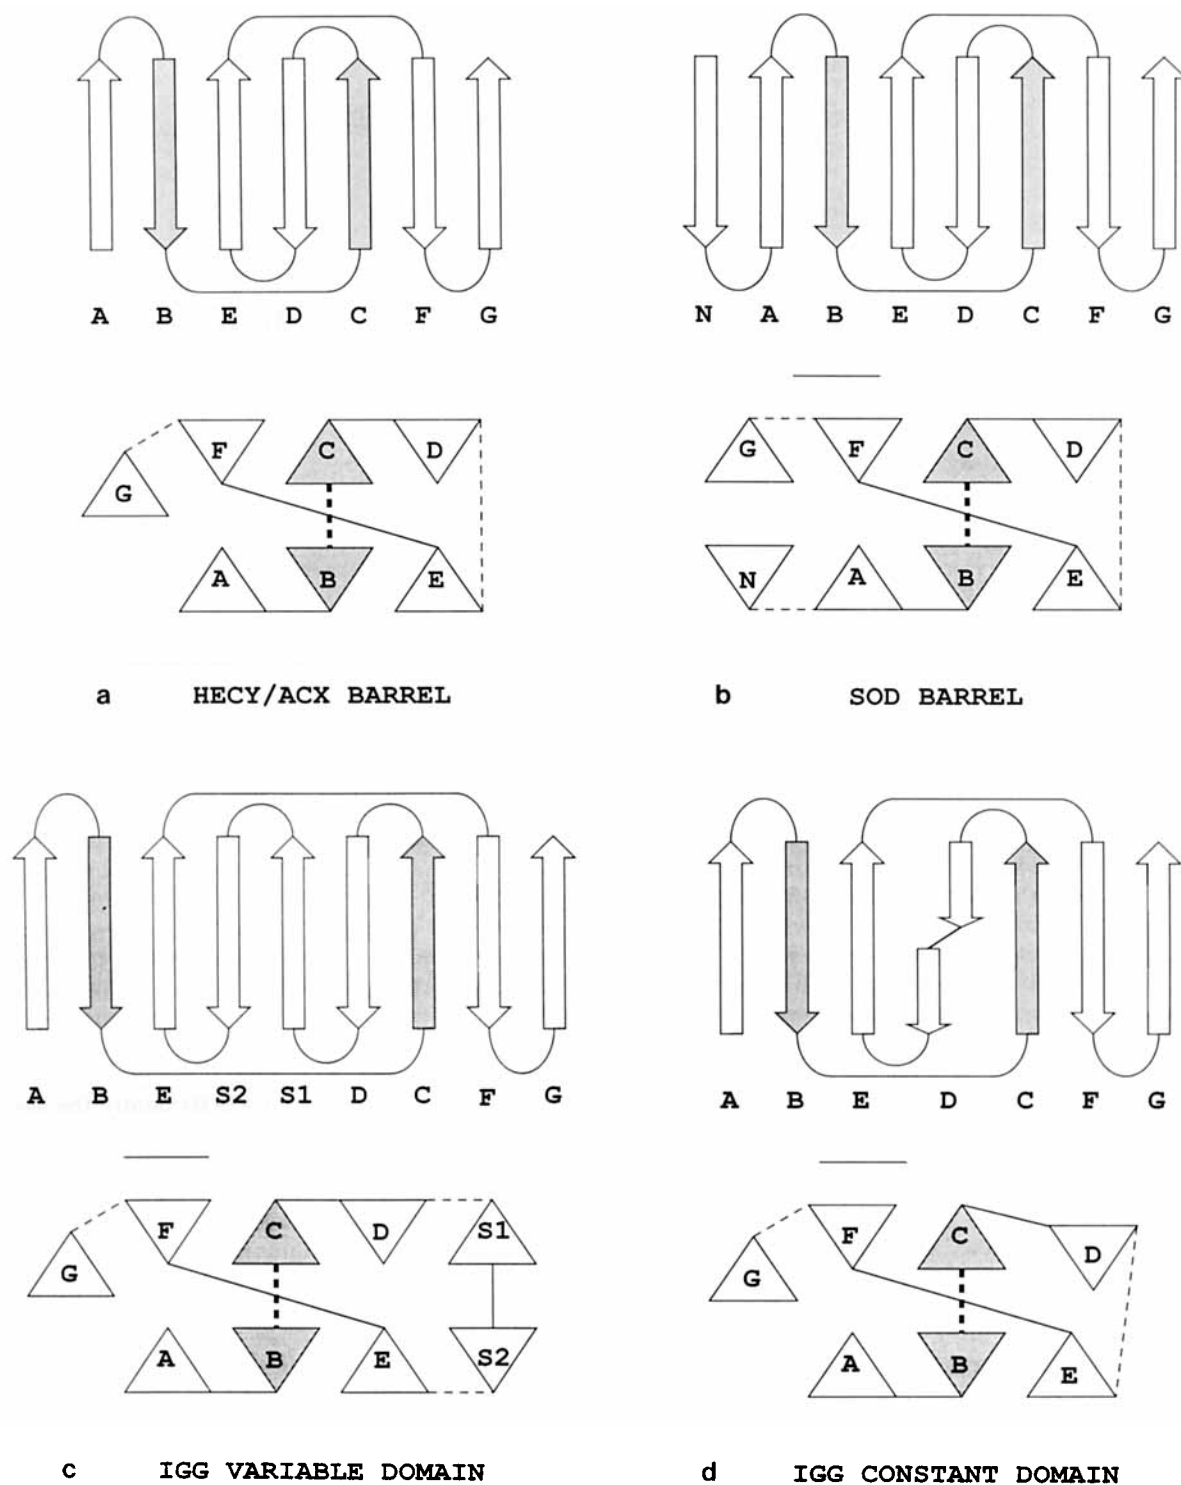 A B E D C F G
N A B E D C F G
F C D
G
A B E
G F C D
N A B E
a HECY/ACX BARREL
b SOD BARREL
A B E S2 S1 D C F G
A B E D C F G
F C D S1
G
A B E S2
F C D
G
A B E
c IGG VARIABLE DOMAIN
d IGG CONSTANT DOMAIN